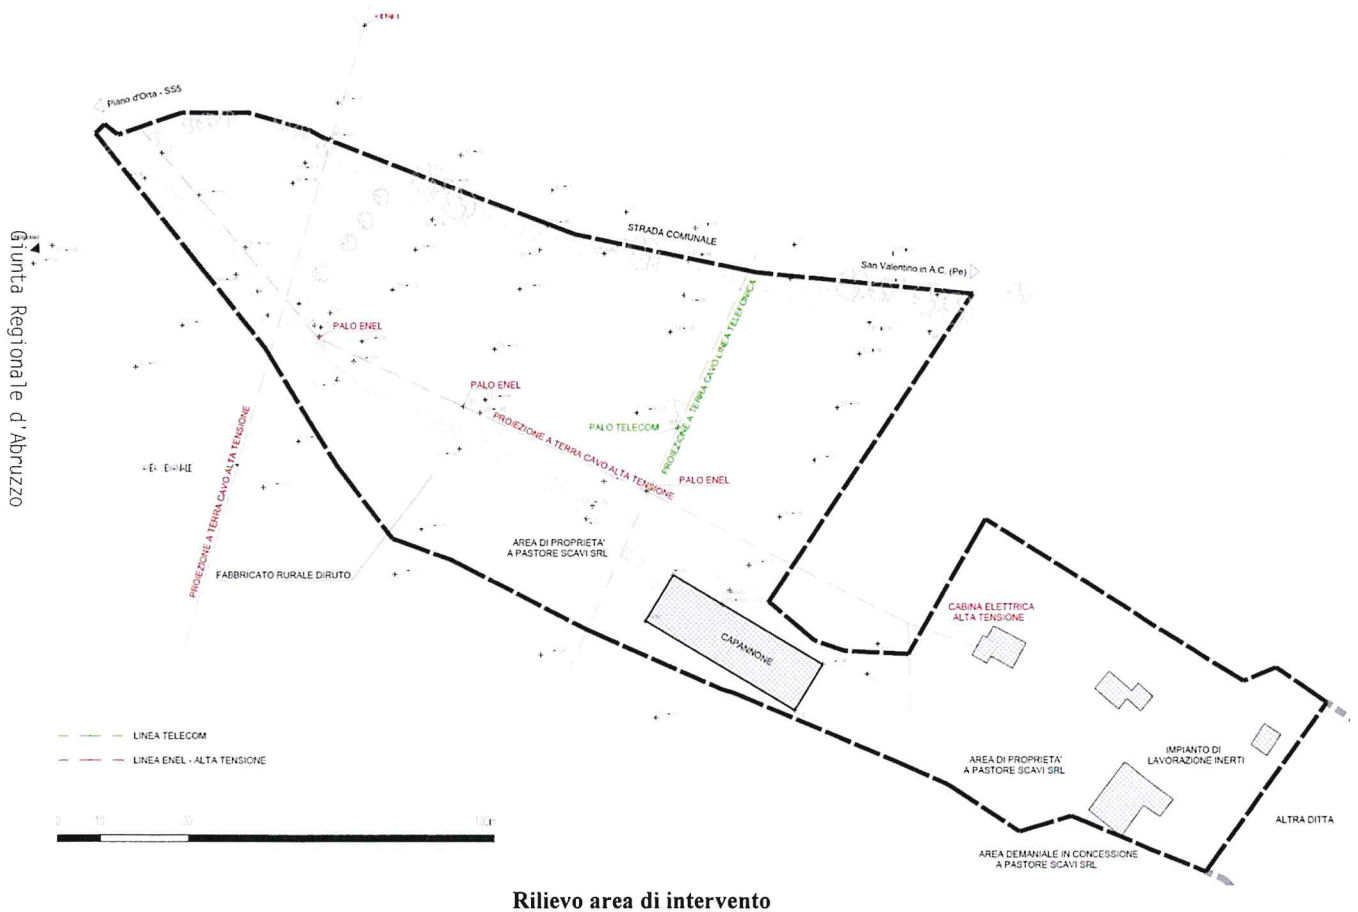 Piano d'Orta - SS5
Giunta Regionale d'Abruzzo
STRADA COMUNALE
San Valentino in A.C. (Pe)
PALO ENEL
PALO ENEL
PROIEZIONE A TERRA CAVO LINEA TELEFONICA
PALO TELECOM
PROIEZIONE A TERRA CAVO ALTA TENSIONE
PALO ENEL
PROIEZIONE A TERRA CAVO ALTA TENSIONE
AREA DI PROPRIETA'
A PASTORE SCAVI SRL
FABBRICATO RURALE DIRUTO
CABINA ELETTRICA
ALTA TENSIONE
CAPANNONE
LINEA TELECOM
LINEA ENEL - ALTA TENSIONE
AREA DI PROPRIETA'
A PASTORE SCAVI SRL
IMPIANTO DI
LAVORAZIONE INERTI
ALTRA DITTA
AREA DEMANIALE IN CONCESSIONE
A PASTORE SCAVI SRL
0 10 30 100m
Rilievo area di intervento